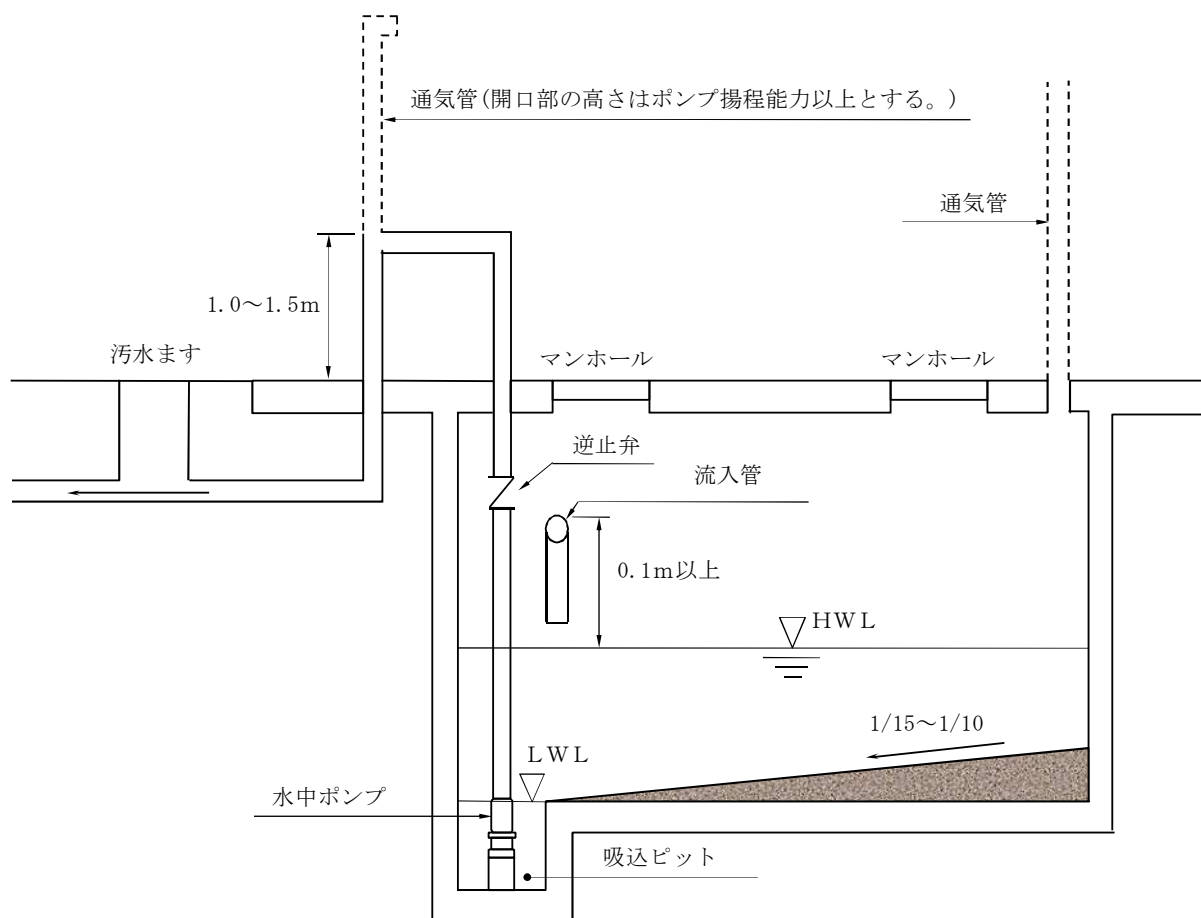 通気管(開口部の高さはポンプ揚程能力以上とする。)
通気管
1.0～1.5m
汚水ます
マンホール
マンホール
逆止弁
流入管
0.1m以上
HWL
1/15～1/10
LWL
水中ポンプ
吸込ピット